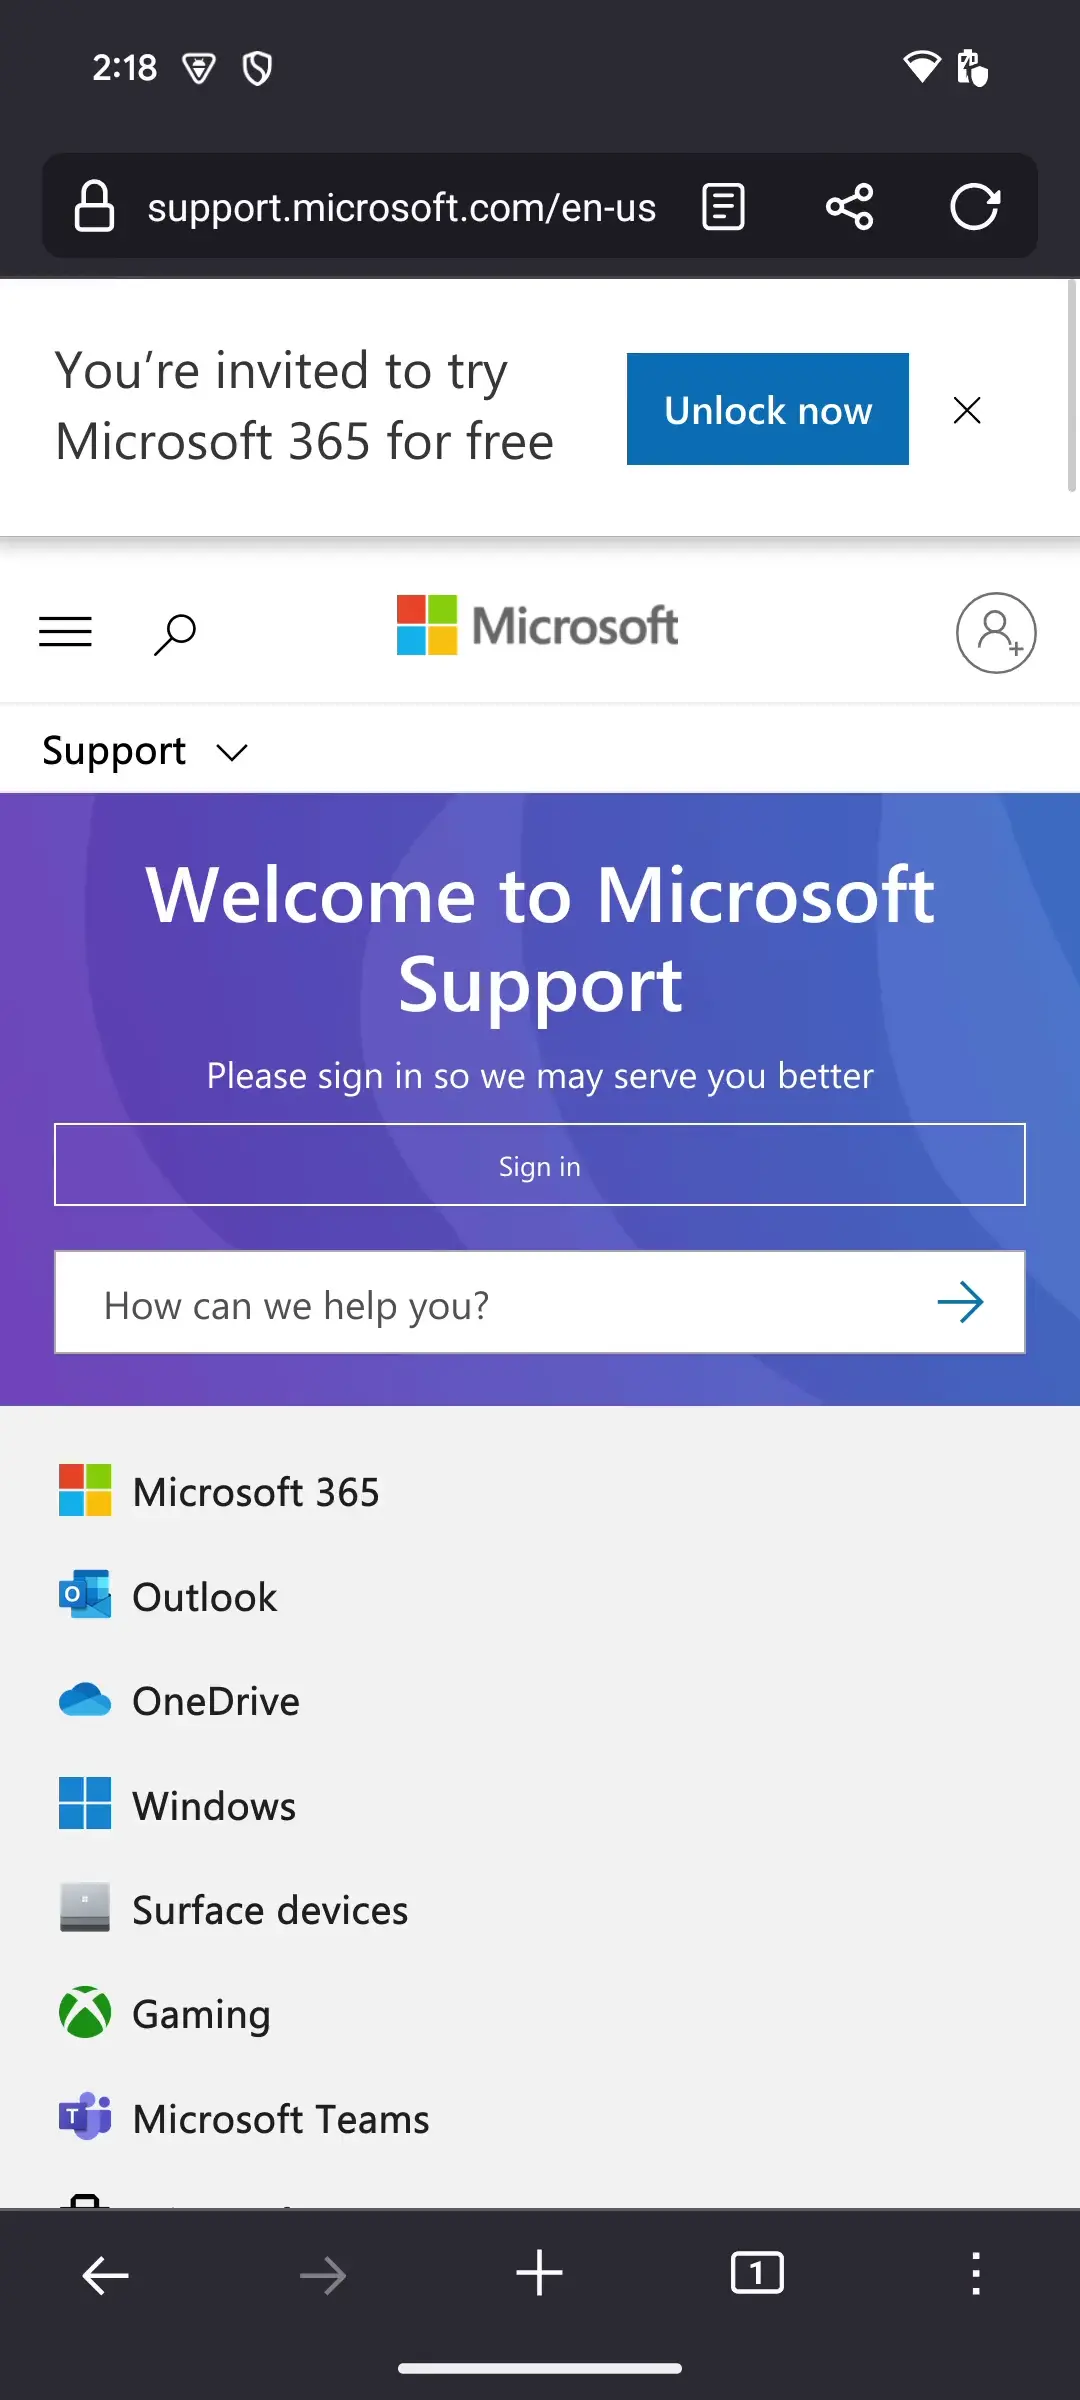 2:18
support.microsoft.com/en-us
You're invited to try
Microsoft 365 for free
Unlock now
Microsoft
Support
Welcome to Microsoft
Support
Please sign in so we may serve you better
Sign in
How can we help you?
Microsoft 365
Outlook
OneDrive
Windows
Surface devices
Gaming
Microsoft Teams
1